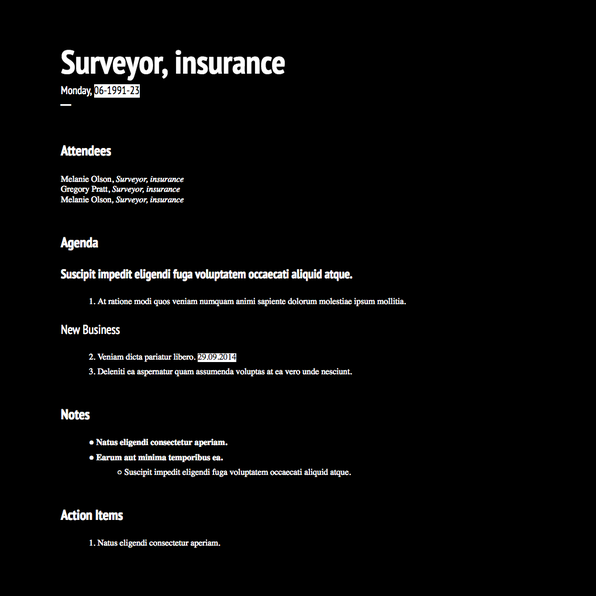 Surveyor, insurance
Monday, 06-1991-23
Attendees
Melanie Olson, Surveyor, insurance
Gregory Pratt, Surveyor, insurance
Melanie Olson, Surveyor, insurance
Agenda
Suscipit impedit eligendi fuga voluptatem occaecati aliquid atque.
1. At ratione modi quos veniam numquam animi sapiente dolorum molestiae ipsum mollitia.
New Business
2. Veniam dicta pariatur libero. 29.09.2014
3. Deleniti ea aspernatur quam assumenda voluptas at ea vero unde nesciunt.
Notes
● Natus eligendi consectetur aperiam.
● Earum aut minima temporibus ea.
○ Suscipit impedit eligendi fuga voluptatem occaecati aliquid atque.
Action Items
1. Natus eligendi consectetur aperiam.